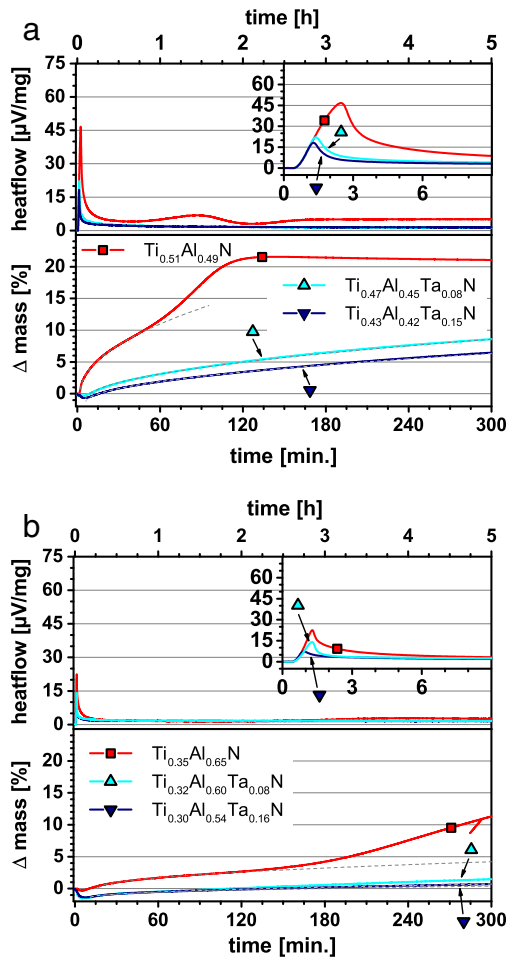 a
time [h]
0 1 2 3 4 5
heatflow [µV/mg]
75
60
45
30
15
0
60
45
30
15
0
0 3 6 9
Δ mass [%]
20
15
10
5
0
Ti0.51Al0.49N
Ti0.47Al0.45Ta0.08N
Ti0.43Al0.42Ta0.15N
0 60 120 180 240 300
time [min.]
b
time [h]
0 1 2 3 4 5
heatflow [µV/mg]
75
60
45
30
15
0
60
45
30
15
0
0 3 6 9
Δ mass [%]
20
15
10
5
0
Ti0.35Al0.65N
Ti0.32Al0.60Ta0.08N
Ti0.30Al0.54Ta0.16N
0 60 120 180 240 300
time [min.]